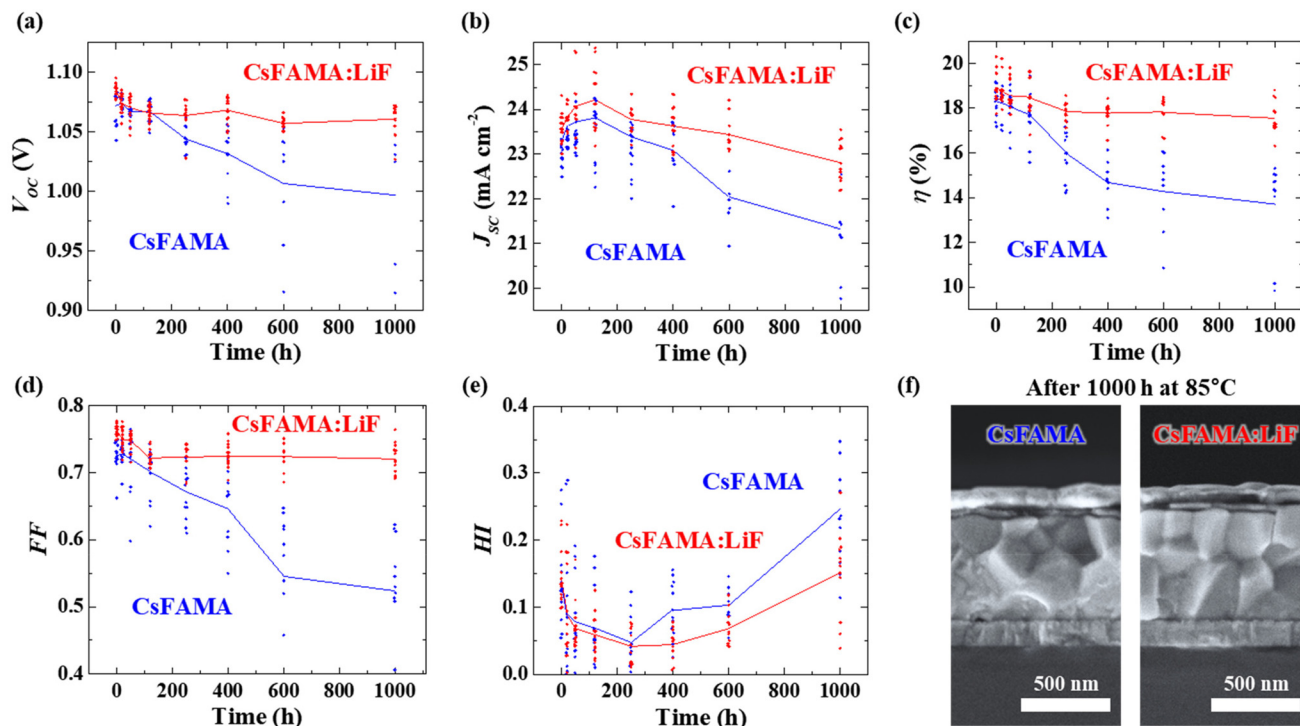 (a)
1.10
1.05
1.00
0.95
0.90
V_OC (V)
CsFAMA:LiF
CsFAMA
0 200 400 600 800 1000
Time (h)
(b)
25
24
23
22
21
20
J_SC (mA cm⁻²)
CsFAMA:LiF
CsFAMA
0 200 400 600 800 1000
Time (h)
(c)
20
18
16
14
12
10
η (%)
CsFAMA:LiF
CsFAMA
0 200 400 600 800 1000
Time (h)
(d)
0.8
0.7
0.6
0.5
0.4
FF
CsFAMA:LiF
CsFAMA
0 200 400 600 800 1000
Time (h)
(e)
0.4
0.3
0.2
0.1
0.0
HI
CsFAMA
CsFAMA:LiF
0 200 400 600 800 1000
Time (h)
(f)
After 1000 h at 85°C
CsFAMA
500 nm
CsFAMA:LiF
500 nm